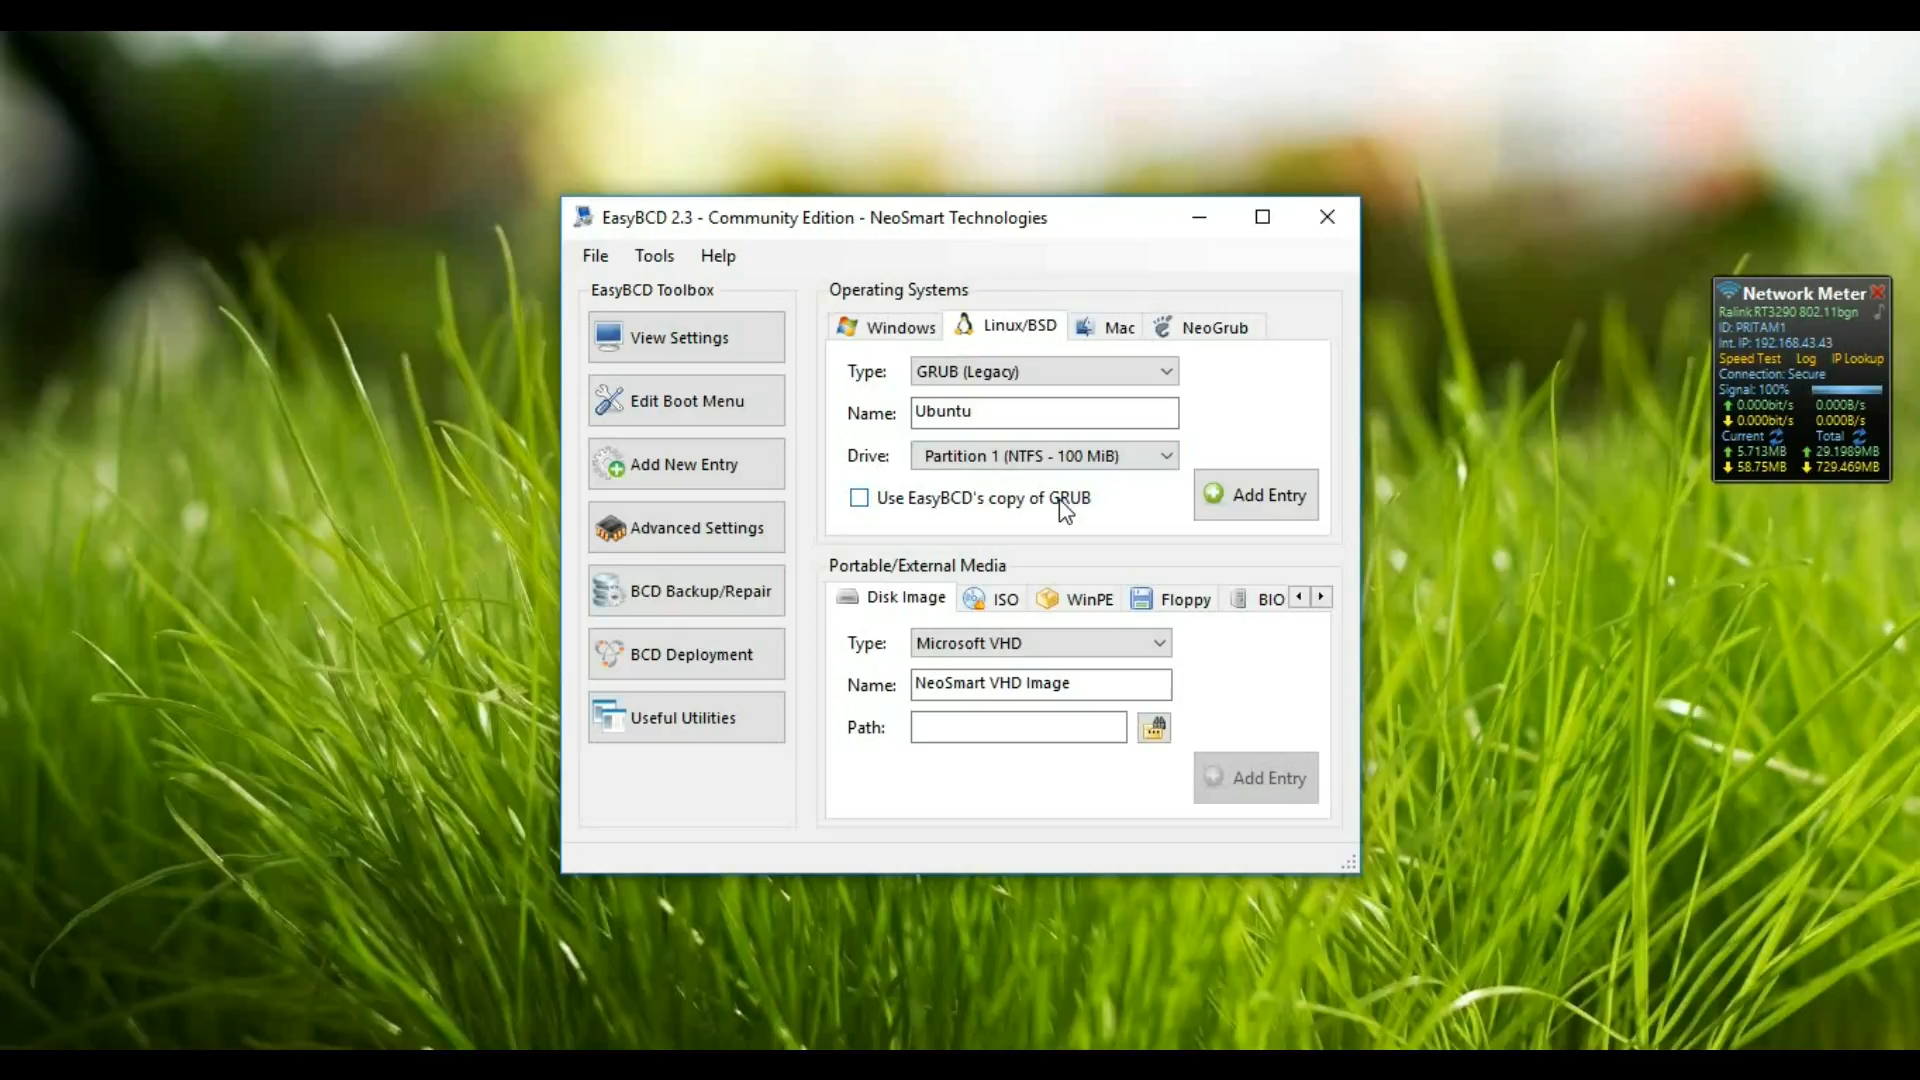 EasyBCD 2.3 - Community Edition - NeoSmart Technologies
File Tools Help
EasyBCD Toolbox
View Settings
Edit Boot Menu
Add New Entry
Advanced Settings
BCD Backup/Repair
BCD Deployment
Useful Utilities
Operating Systems
Windows Linux/BSD Mac NeoGrub
Type: GRUB (Legacy)
Name: Ubuntu
Drive: Partition 1 (NTFS - 100 MiB)
Use EasyBCD's copy of GRUB
Add Entry
Portable/External Media
Disk Image ISO WinPE Floppy BIO
Type: Microsoft VHD
Name: NeoSmart VHD Image
Path:
Add Entry
Network Meter
Ralink RT3290 802.11bgn
ID: PRITAM1
Int. IP: 192.168.43.43
Speed Test Log IP Lookup
Connection: Secure
Signal: 100%
0.000bit/s 0.000B/s
0.000bit/s 0.000B/s
Current Total
5.713MB 29.1989MB
58.75MB 729.469MB